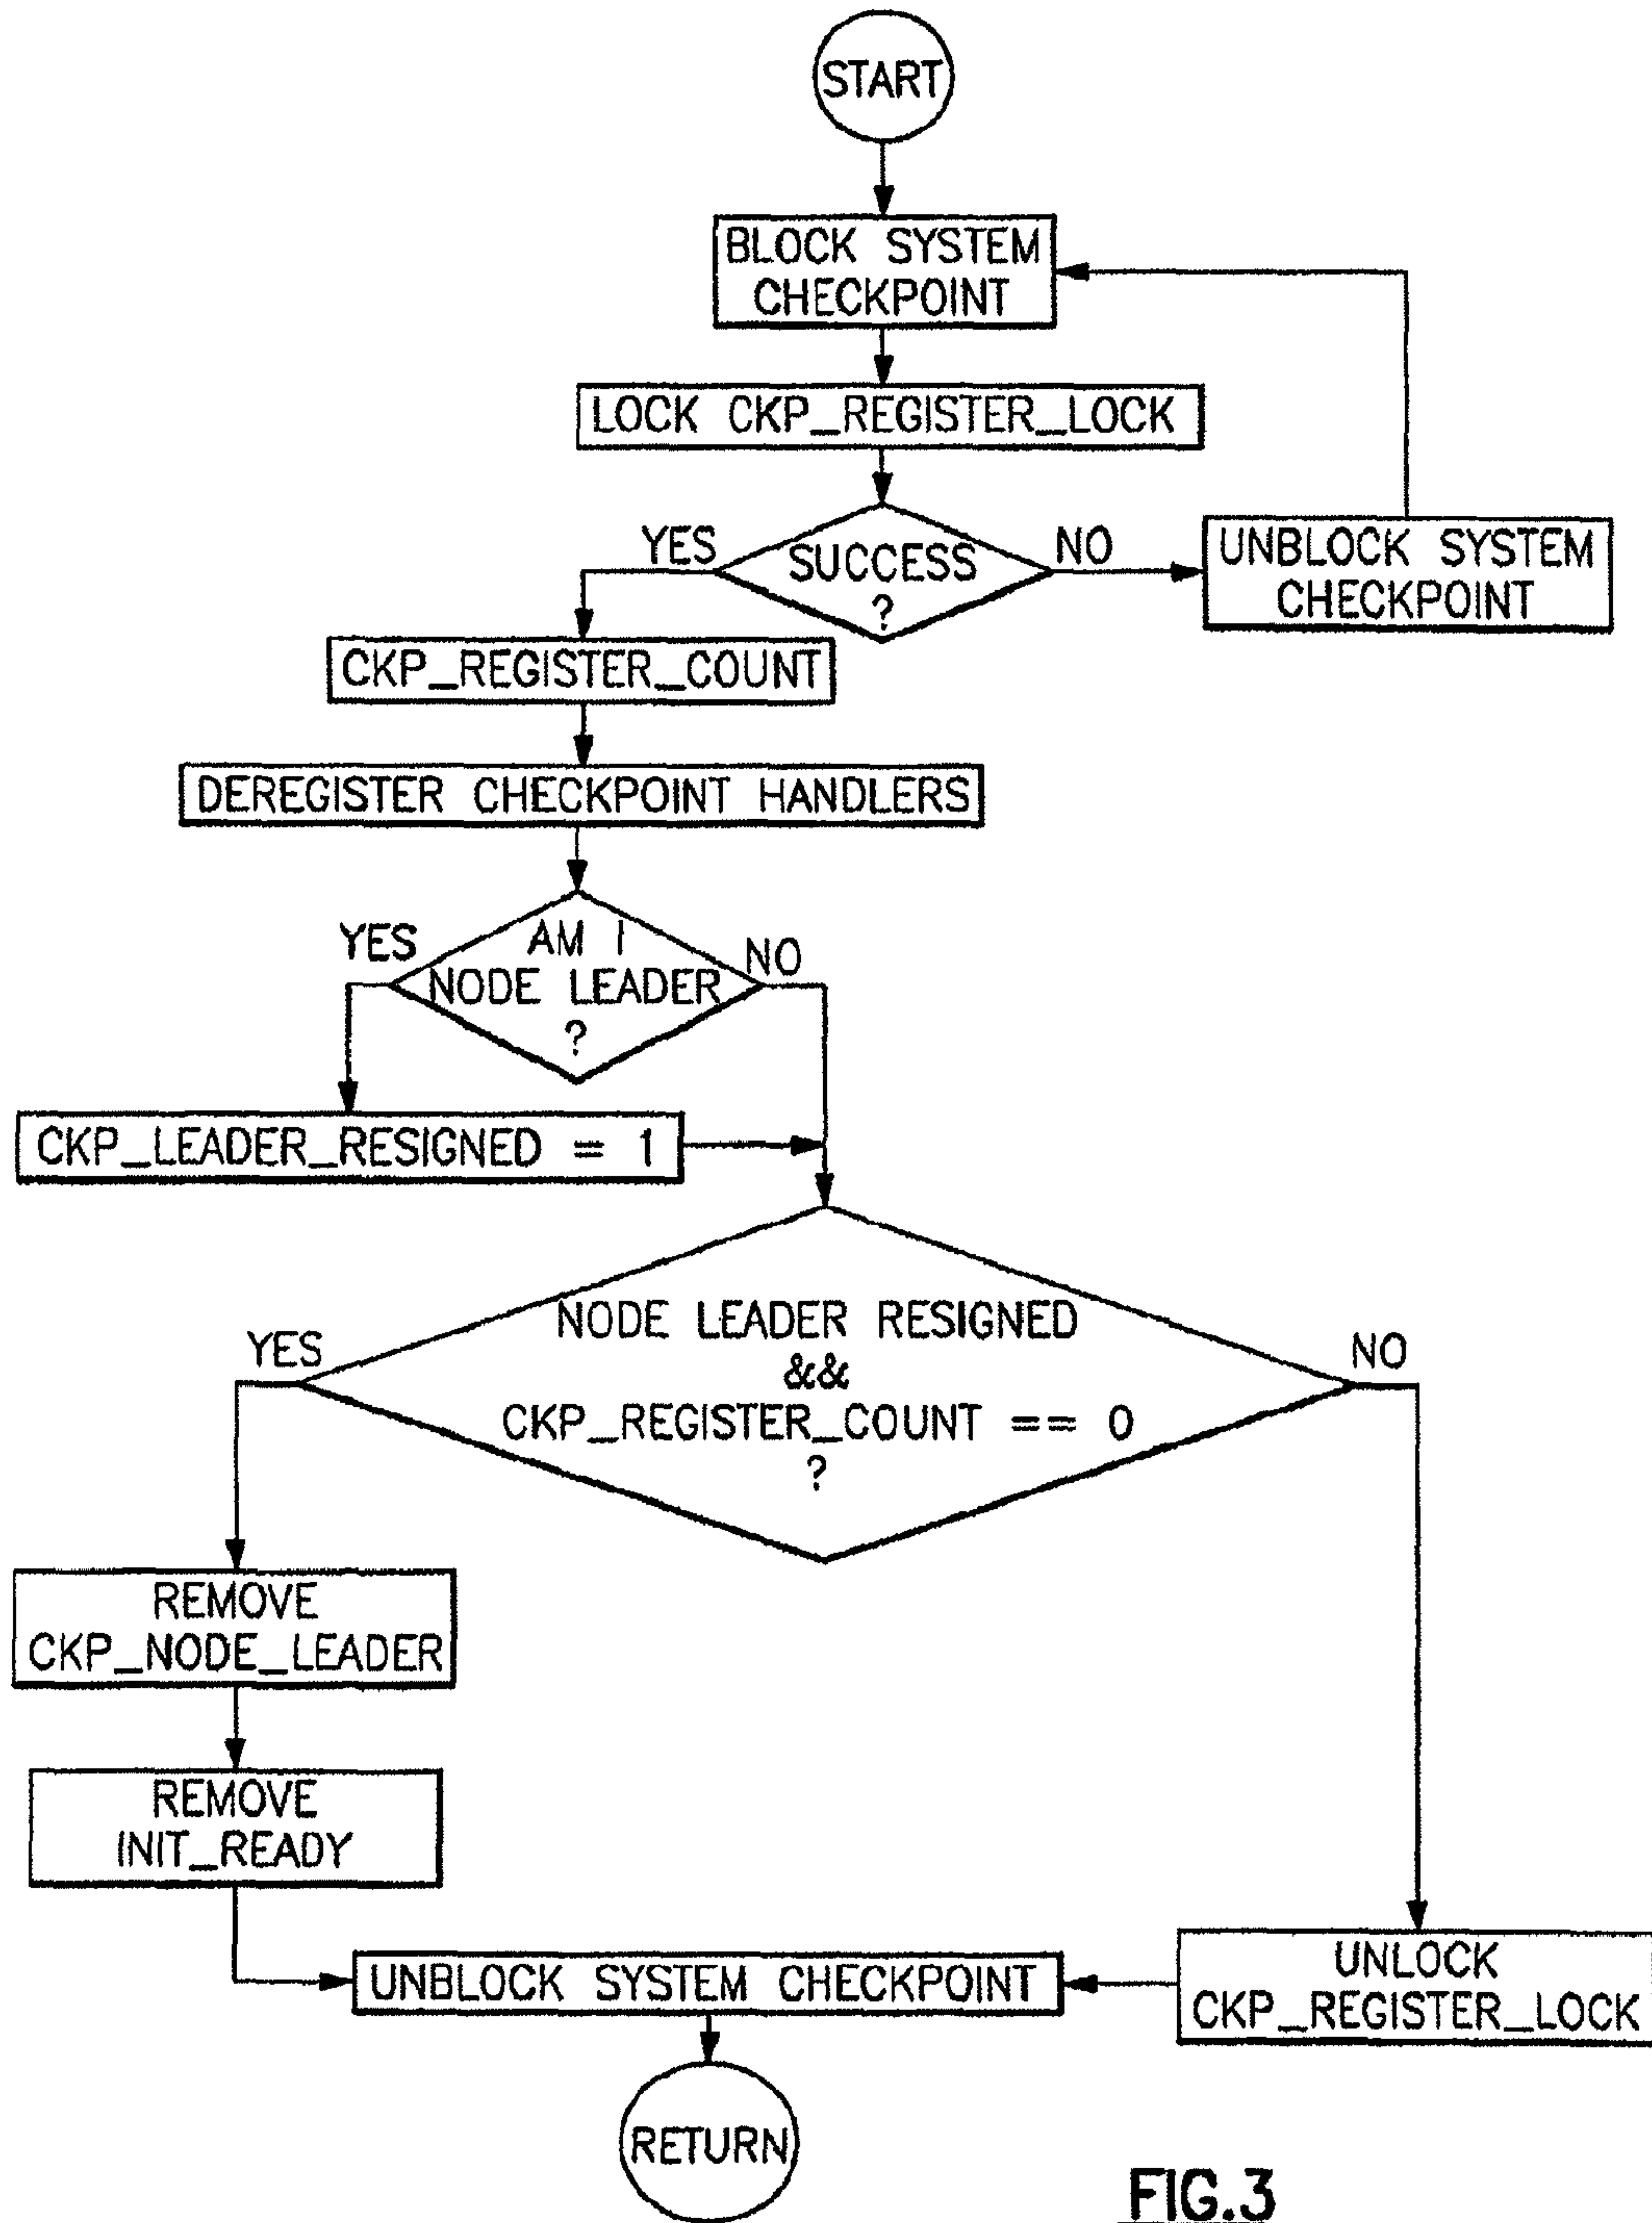 START
BLOCK SYSTEM
CHECKPOINT
LOCK CKP_REGISTER_LOCK
YES
SUCCESS
?
NO
UNBLOCK SYSTEM
CHECKPOINT
CKP_REGISTER_COUNT
DEREGISTER CHECKPOINT HANDLERS
YES
AM I
NODE LEADER
?
NO
CKP_LEADER_RESIGNED = 1
YES
NODE LEADER RESIGNED
&&
CKP_REGISTER_COUNT == 0
?
NO
REMOVE
CKP_NODE_LEADER
REMOVE
INIT_READY
UNBLOCK SYSTEM CHECKPOINT
UNLOCK
CKP_REGISTER_LOCK
RETURN
FIG.3